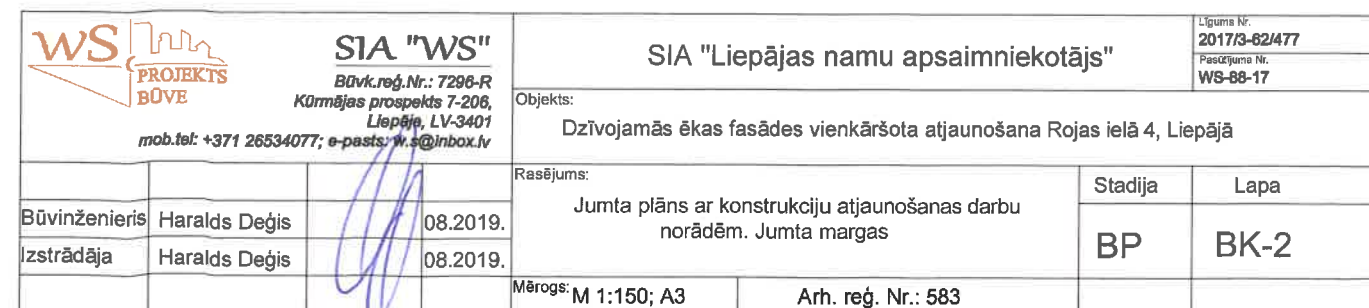 WS
PROJEKTS
BŪVE
SIA "WS"
Būvk.reģ.Nr.: 7296-R
Kūrmājas prospekts 7-206,
Liepāja, LV-3401
mob.tel: +371 26534077; e-pasts: w.s@inbox.lv
SIA "Liepājas namu apsaimniekotājs"
Līguma Nr.
2017/3-62/477
Pasūtījuma Nr.
WS-88-17
Objekts:
Dzīvojamās ēkas fasādes vienkāršota atjaunošana Rojas ielā 4, Liepājā
Rasējums:
Jumta plāns ar konstrukciju atjaunošanas darbu
norādēm. Jumta margas
Stadija
Lapa
BP
BK-2
Būvinženieris Haralds Deģis 08.2019.
Izstrādāja Haralds Deģis 08.2019.
Mērogs: M 1:150; A3
Arh. reģ. Nr.: 583